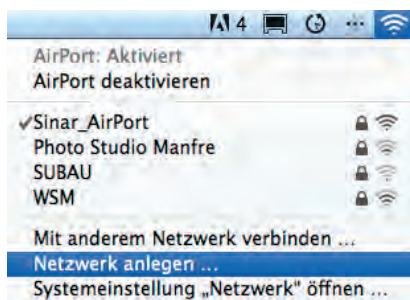 4
AirPort: Aktiviert
AirPort deaktivieren
✓Sinar_AirPort
Photo Studio Manfre
SUBAU
WSM
Mit anderem Netzwerk verbinden ...
Netzwerk anlegen ...
Systemeinstellung „Netzwerk“ öffnen ...